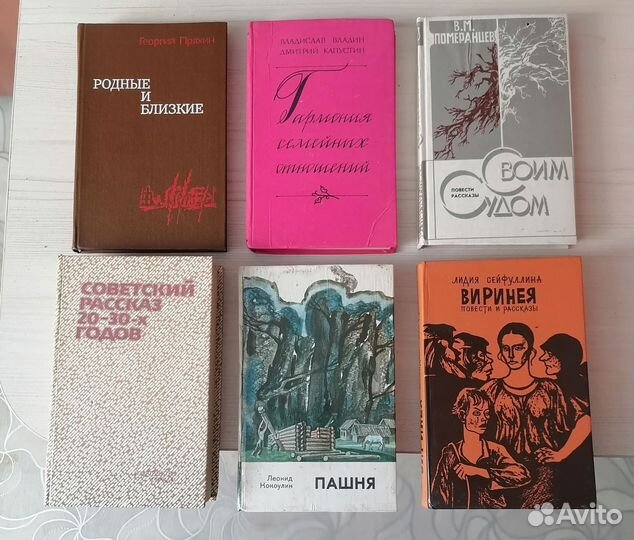 Георгий Пряхин
РОДНЫЕ
И
БЛИЗКИЕ
ВЛАДИСЛАВ ВЛАДИН
ДМИТРИЙ КАПУСТИН
Гармония
семейных
отношений
В.М.
ПОМЕРАНЦЕВ
ПОВЕСТИ
РАССКАЗЫ
СВОИМ
СУДОМ
СОВЕТСКИЙ
РАССКАЗ
20-30-х
ГОДОВ
Леонид
Кокоулин
ПАШНЯ
ЛИДИЯ СЕЙФУЛЛИНА
ВИРИНЕЯ
ПОВЕСТИ И РАССКАЗЫ
Avito